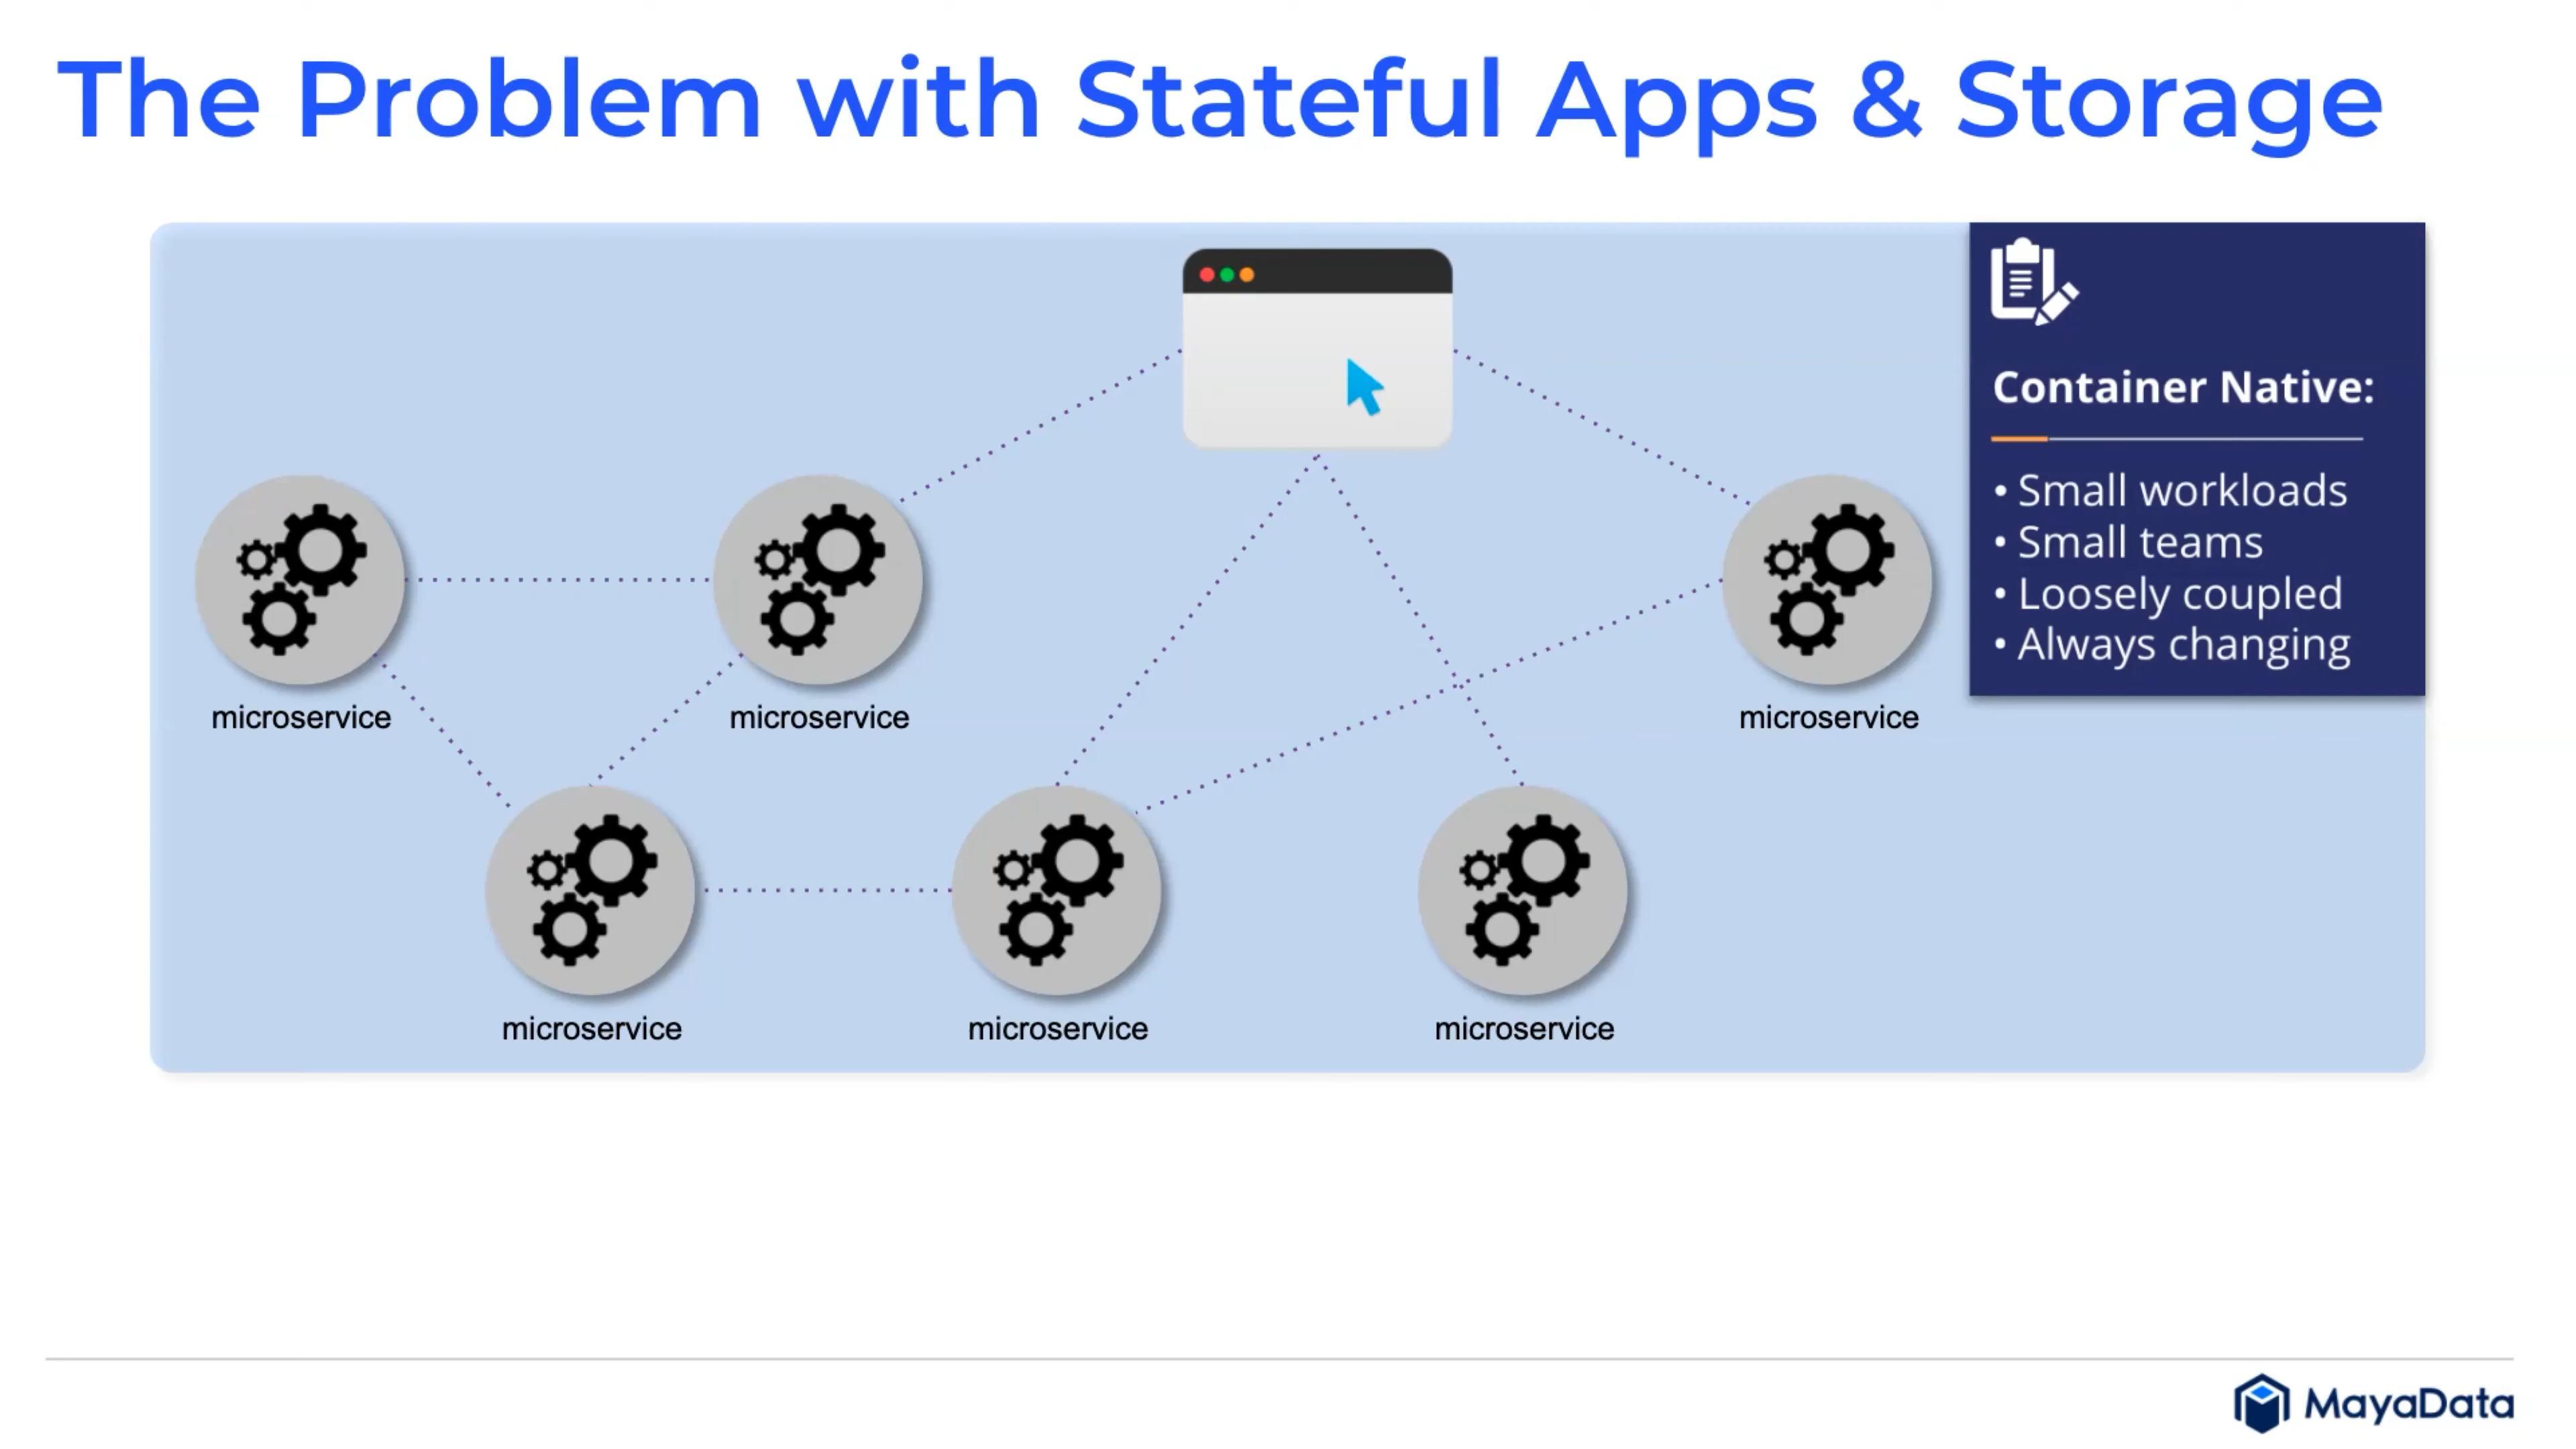 The Problem with Stateful Apps & Storage
Container Native:
• Small workloads
• Small teams
• Loosely coupled
• Always changing
microservice
microservice
microservice
microservice
microservice
microservice
MayaData